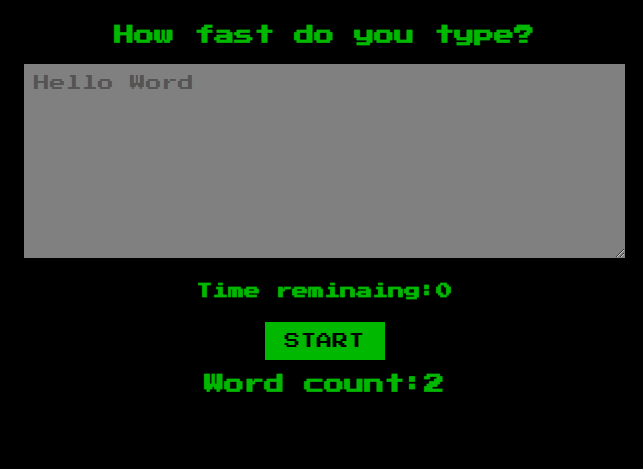 How fast do you type?
Hello Word
Time reminaing:0
START
Word count:2